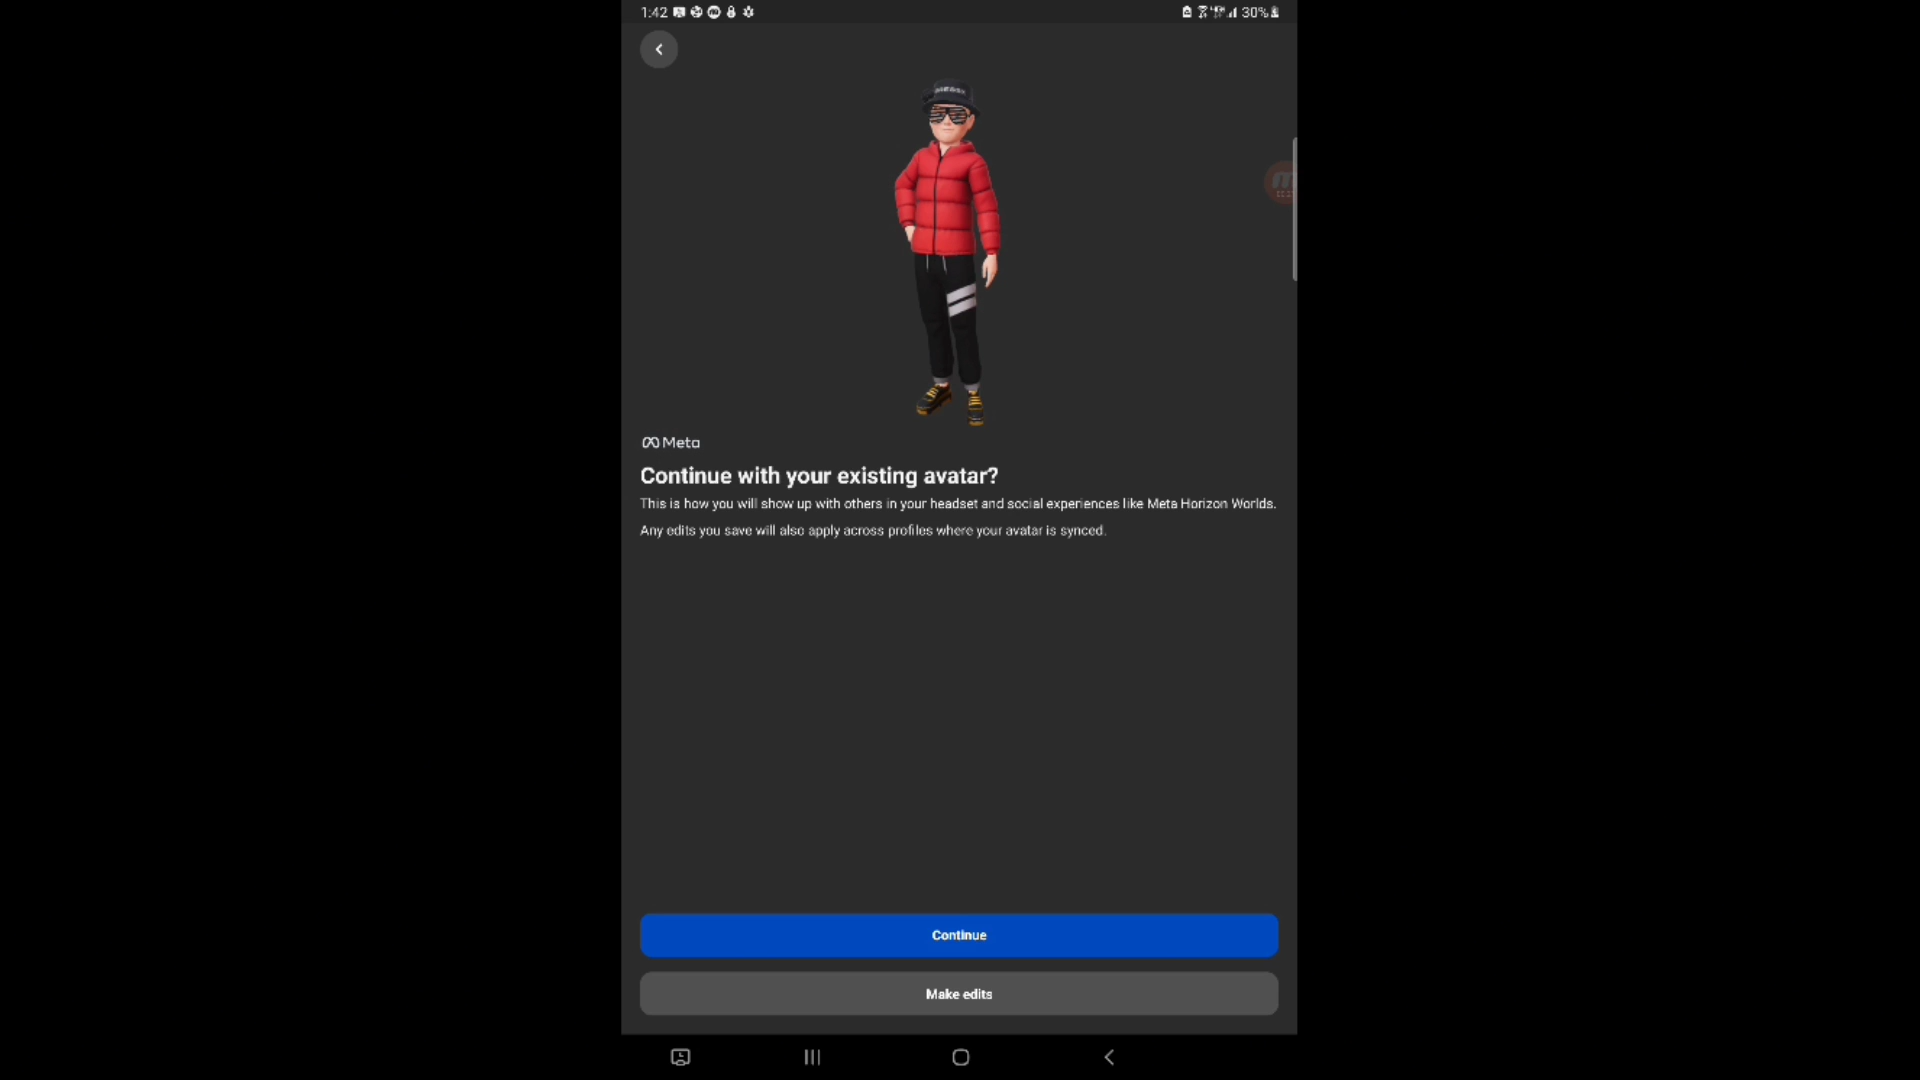 1:42
30%
Meta
Continue with your existing avatar?
This is how you will show up with others in your headset and social experiences like Meta Horizon Worlds.
Any edits you save will also apply across profiles where your avatar is synced.
Continue
Make edits